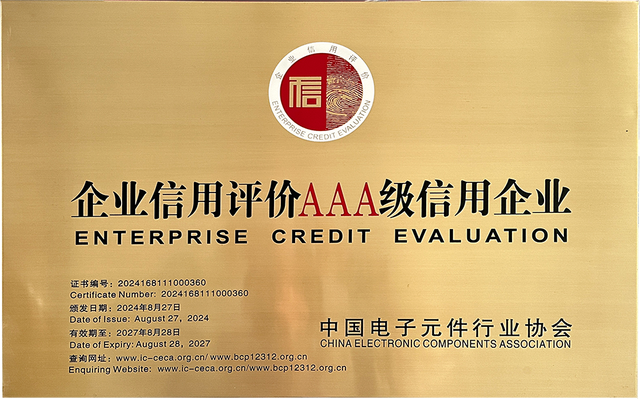 企业信用评价
信
ENTERPRISE CREDIT EVALUATION
企业信用评价AAA级信用企业
ENTERPRISE CREDIT EVALUATION
证书编号：2024168111000360
Certificate Number: 2024168111000360
颁发日期：2024年8月27日
Date of Issue: August 27, 2024
有效期至：2027年8月28日
Date of Expiry: August 28, 2027
查询网址：www.ic-ceca.org.cn/ www.bcp12312.org.cn
Enquiring Website: www.ic-ceca.org.cn/www.bcp12312.org.cn
中国电子元件行业协会
CHINA ELECTRONIC COMPONENTS ASSOCIATION